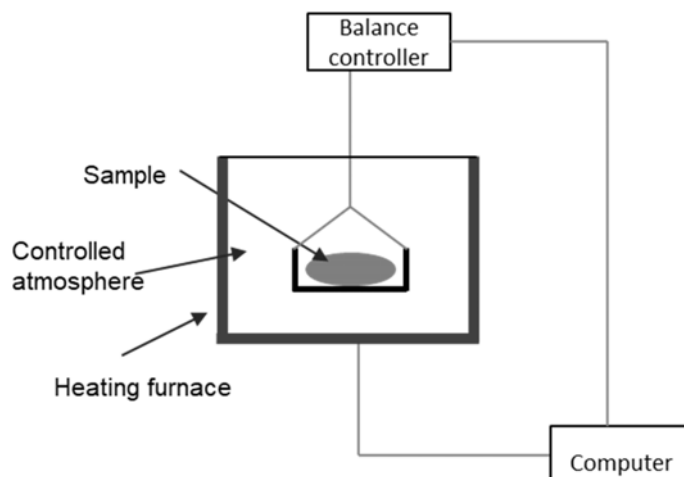 Balance
controller
Sample
Controlled
atmosphere
Heating furnace
Computer